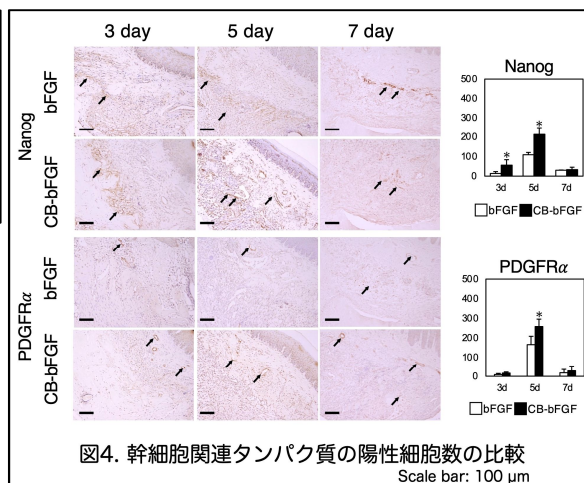 3 day 5 day 7 day
Nanog
bFGF
CB-bFGF
PDGFRα
bFGF
CB-bFGF
Nanog
500
400
300
200
100
0
3d 5d 7d
* *
□bFGF ■CB-bFGF
PDGFRα
500
400
300
200
100
0
3d 5d 7d
*
□bFGF ■CB-bFGF
図4. 幹細胞関連タンパク質の陽性細胞数の比較
Scale bar: 100 μm